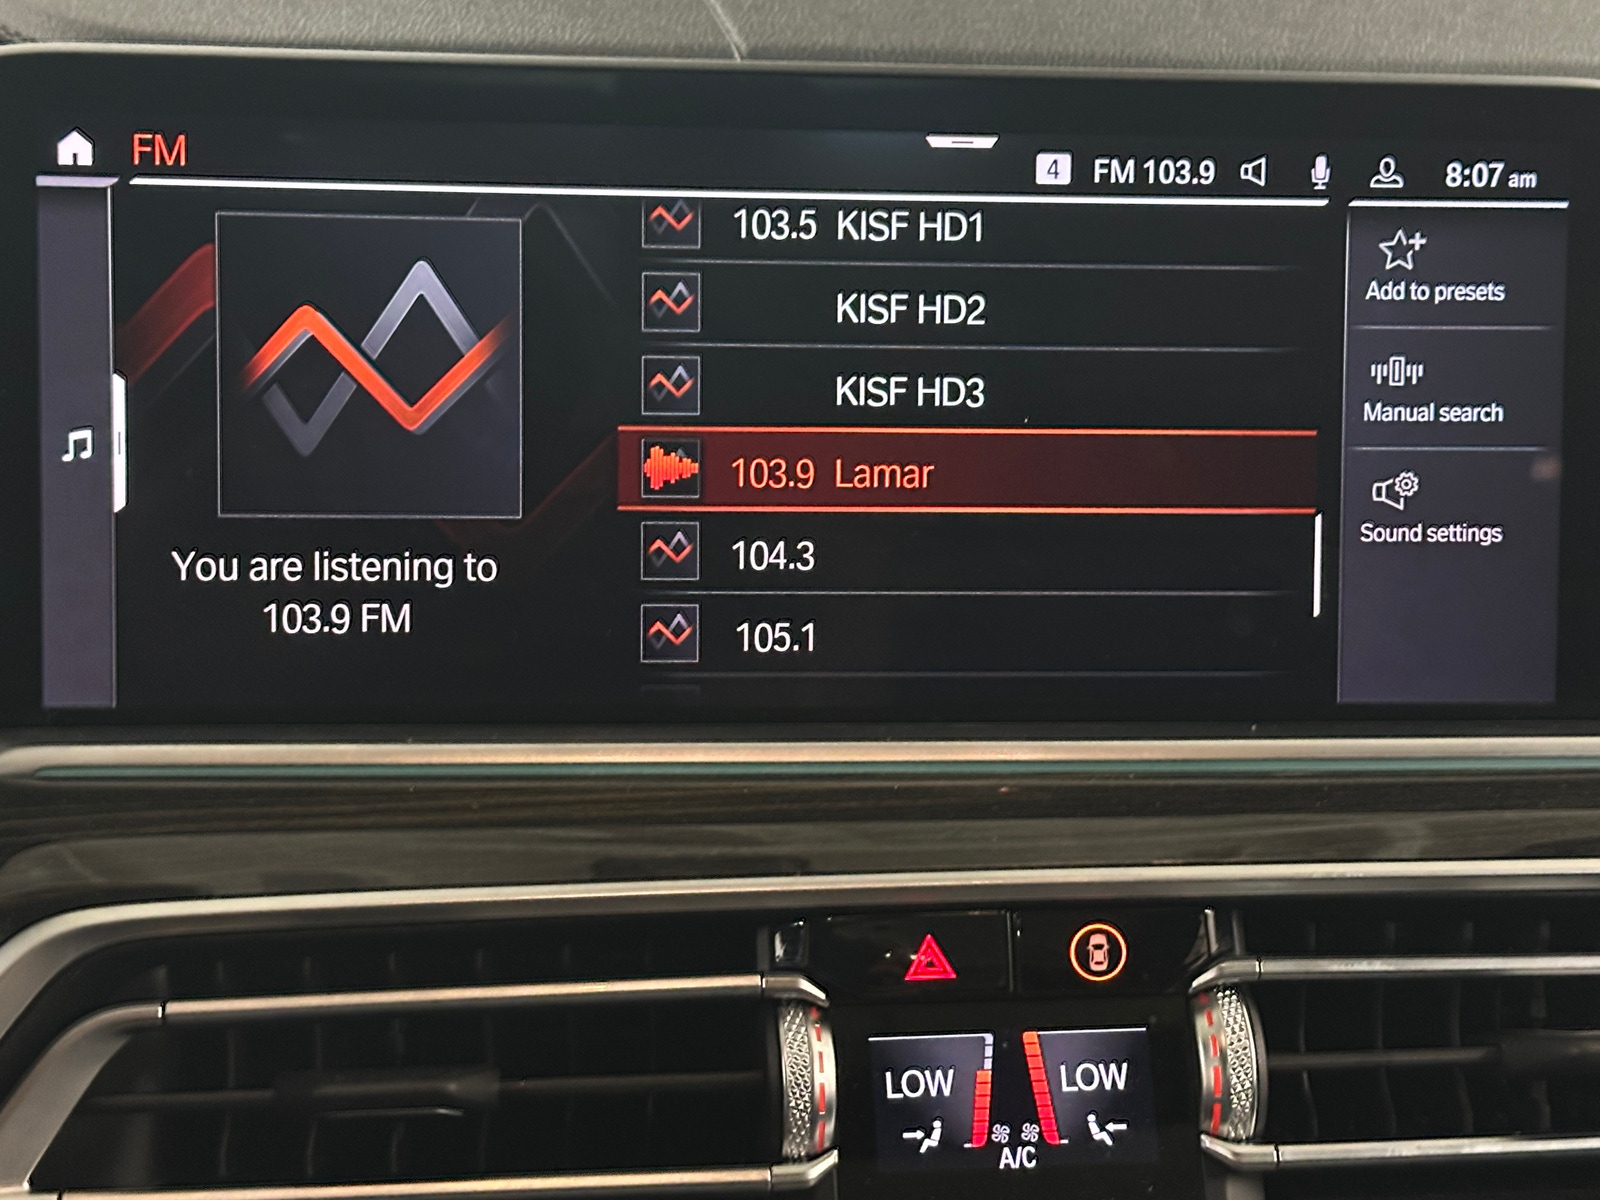 FM
4 FM 103.9 8:07 am
103.5 KISF HD1
KISF HD2
KISF HD3
103.9 Lamar
104.3
105.1
You are listening to
103.9 FM
Add to presets
Manual search
Sound settings
LOW LOW
A/C